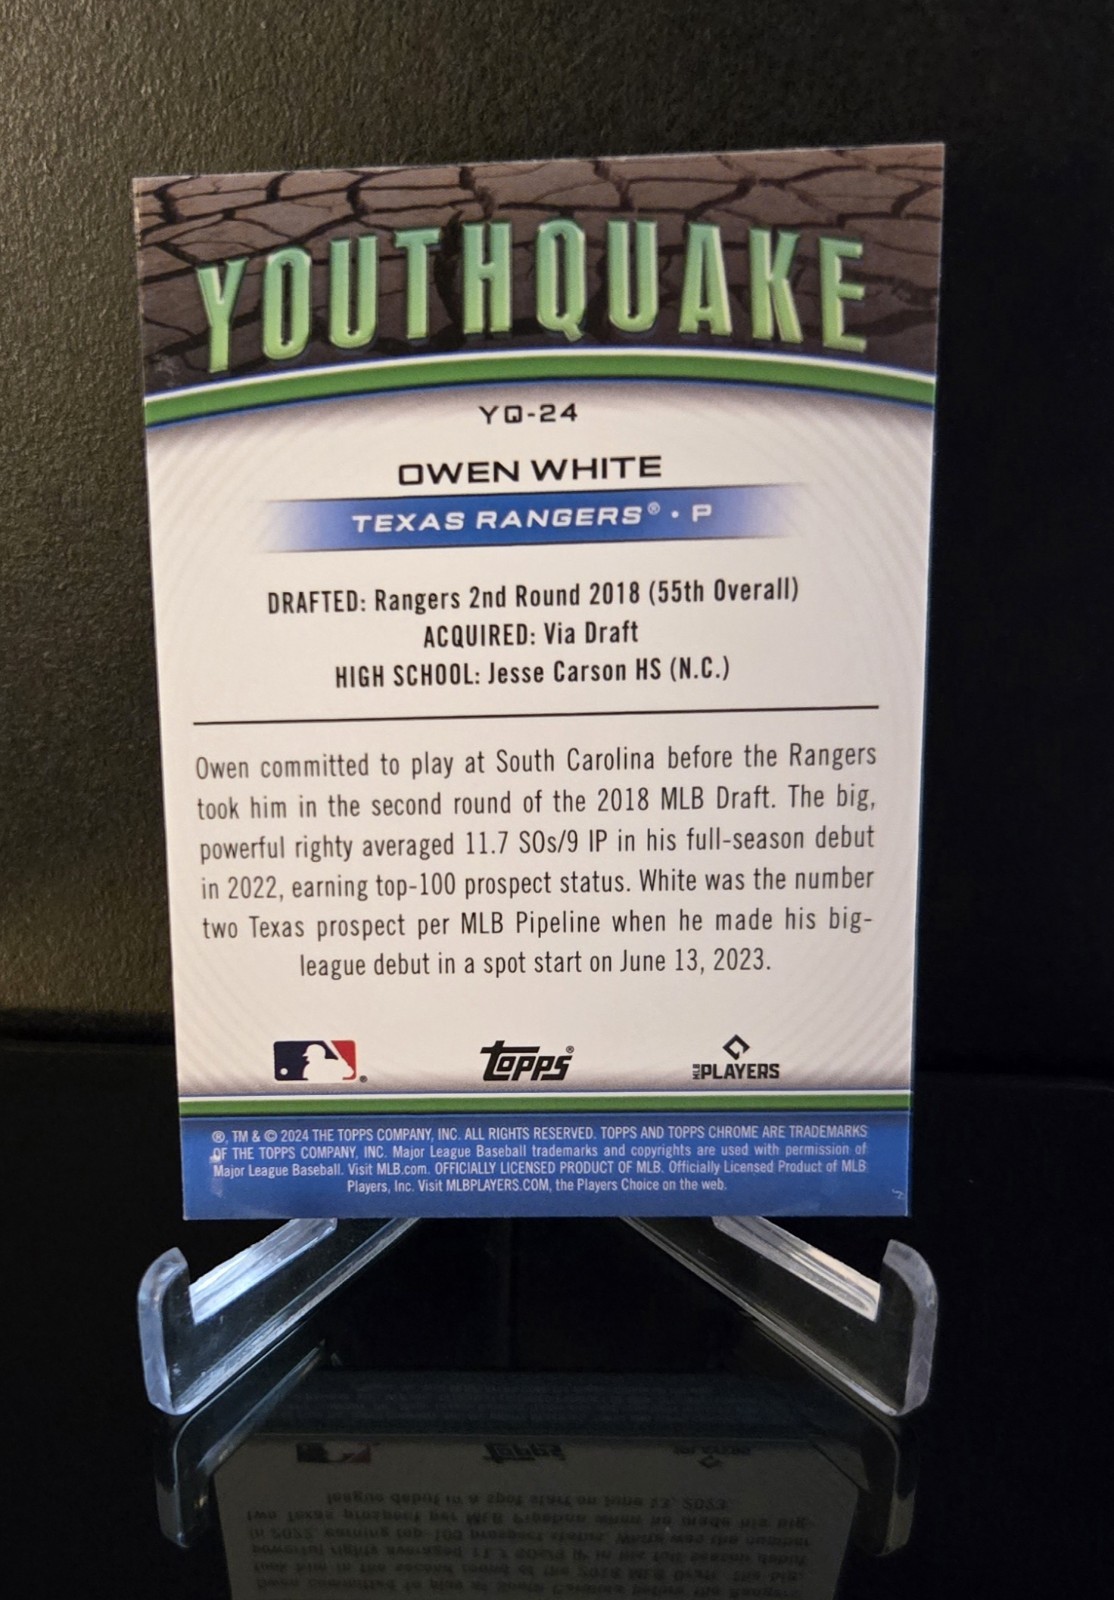 YOUTHQUAKE
YQ-24
OWEN WHITE
TEXAS RANGERS® • P
DRAFTED: Rangers 2nd Round 2018 (55th Overall)
ACQUIRED: Via Draft
HIGH SCHOOL: Jesse Carson HS (N.C.)
Owen committed to play at South Carolina before the Rangers
took him in the second round of the 2018 MLB Draft. The big,
powerful righty averaged 11.7 SOs/9 IP in his full-season debut
in 2022, earning top-100 prospect status. White was the number
two Texas prospect per MLB Pipeline when he made his big-
league debut in a spot start on June 13, 2023.
® Topps® MLB PLAYERS
®, TM & © 2024 THE TOPPS COMPANY, INC. ALL RIGHTS RESERVED. TOPPS AND TOPPS CHROME ARE TRADEMARKS
OF THE TOPPS COMPANY, INC. Major League Baseball trademarks and copyrights are used with permission of
Major League Baseball. Visit MLB.com. OFFICIALLY LICENSED PRODUCT OF MLB. Officially Licensed Product of MLB
Players, Inc. Visit MLBPLAYERS.COM, the Players Choice on the web.